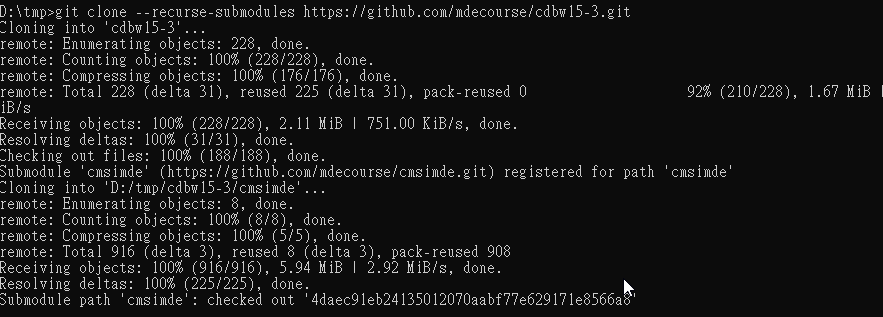 D:\tmp>git clone --recurse-submodules https://github.com/mdecourse/cdbw15-3.git
Cloning into 'cdbw15-3'...
remote: Enumerating objects: 228, done.
remote: Counting objects: 100% (228/228), done.
remote: Compressing objects: 100% (176/176), done.
remote: Total 228 (delta 31), reused 225 (delta 31), pack-reused 0 92% (210/228), 1.67 MiB |
iB/s
Receiving objects: 100% (228/228), 2.11 MiB | 751.00 KiB/s, done.
Resolving deltas: 100% (31/31), done.
Checking out files: 100% (188/188), done.
Submodule 'cmsimde' (https://github.com/mdecourse/cmsimde.git) registered for path 'cmsimde'
Cloning into 'D:/tmp/cdbw15-3/cmsimde'...
remote: Enumerating objects: 8, done.
remote: Counting objects: 100% (8/8), done.
remote: Compressing objects: 100% (5/5), done.
remote: Total 916 (delta 3), reused 8 (delta 3), pack-reused 908
Receiving objects: 100% (916/916), 5.94 MiB | 2.92 MiB/s, done.
Resolving deltas: 100% (225/225), done.
Submodule path 'cmsimde': checked out '4daec91eb24135012070aabf77e629171e8566a8'